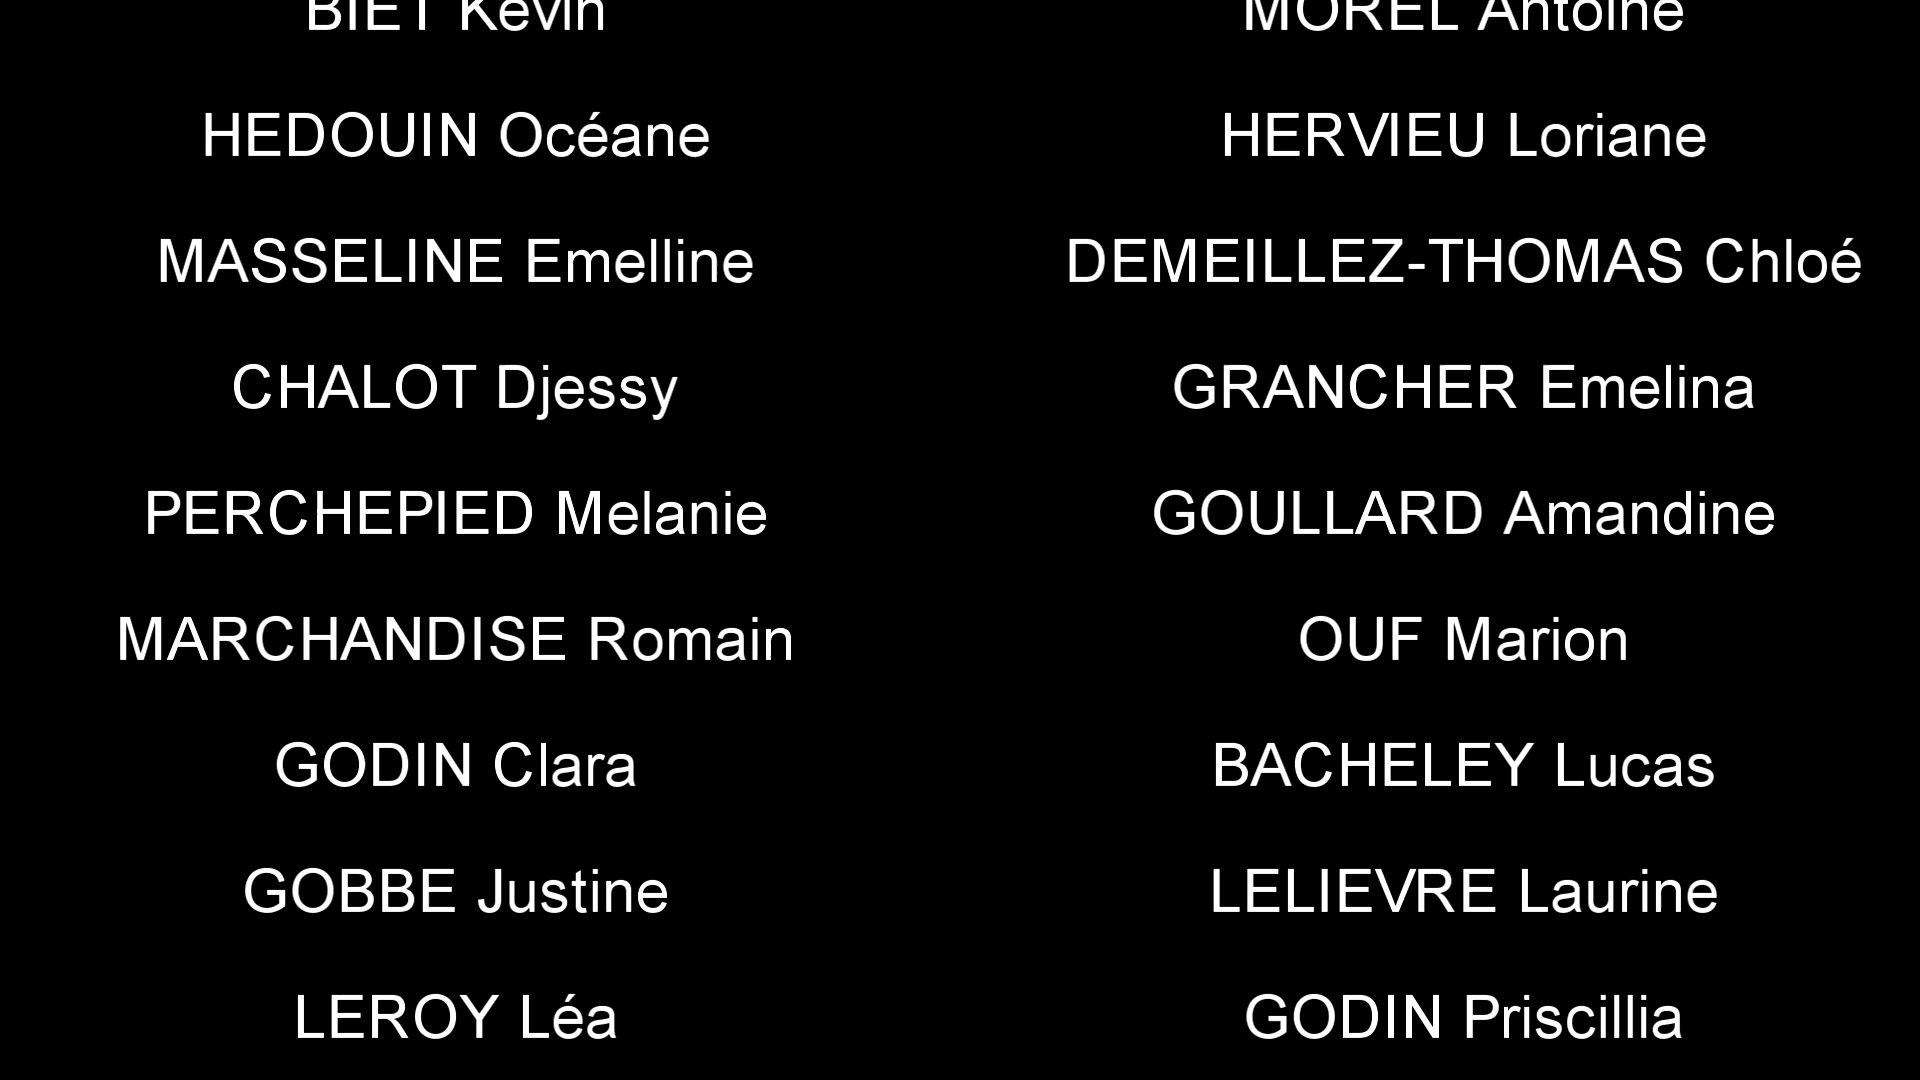 BIET Kevin MOREL Antoine
HEDOUIN Océane HERVIEU Loriane
MASSELINE Emelline DEMEILLEZ-THOMAS Chloé
CHALOT Djessy GRANCHER Emelina
PERCHEPIED Melanie GOULLARD Amandine
MARCHANDISE Romain OUF Marion
GODIN Clara BACHELEY Lucas
GOBBE Justine LELIEVRE Laurine
LEROY Léa GODIN Priscillia